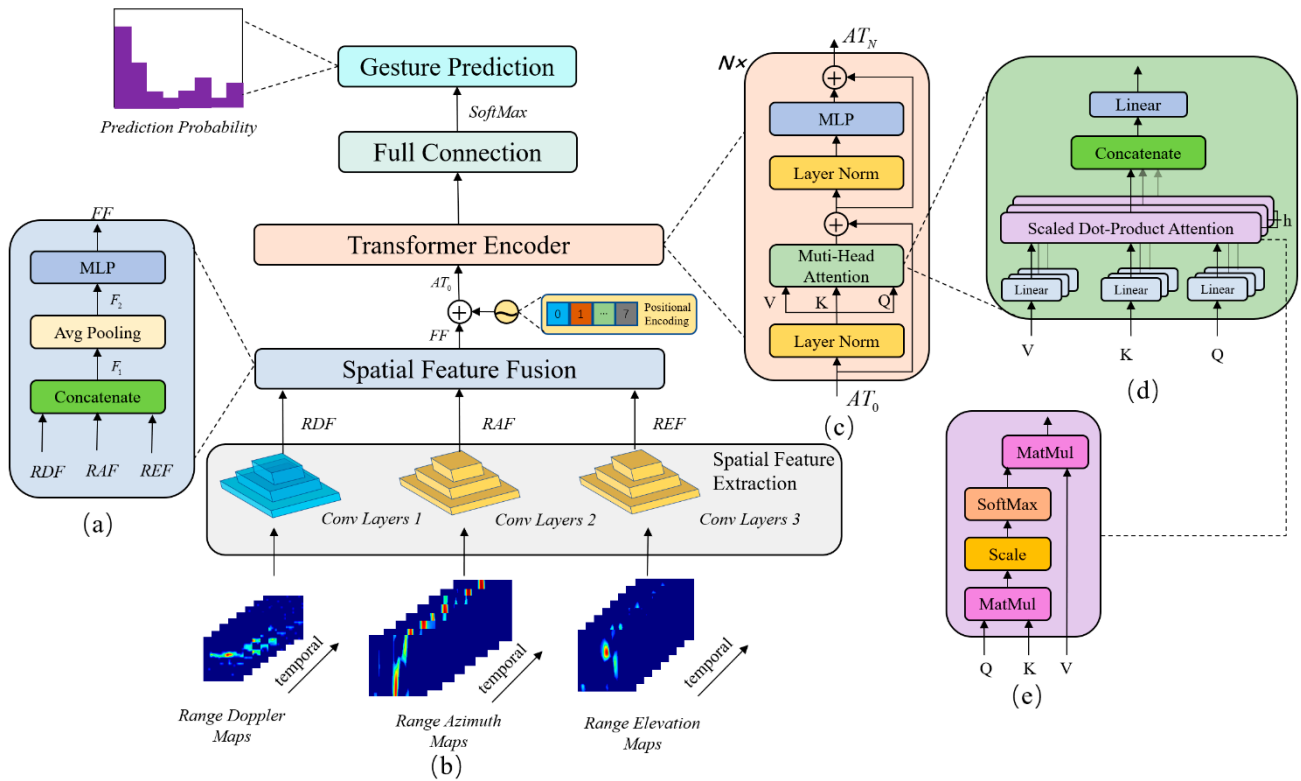 Prediction Probability
Gesture Prediction
SoftMax
Full Connection
Transformer Encoder
AT₀
0 1 ... 7
Positional
Encoding
FF
Spatial Feature Fusion
RDF
RAF
REF
Spatial Feature
Extraction
Conv Layers 1
Conv Layers 2
Conv Layers 3
temporal
temporal
temporal
Range Doppler
Maps
Range Azimuth
Maps
Range Elevation
Maps
(b)
FF
MLP
F₂
Avg Pooling
F₁
Concatenate
RDF
RAF
REF
(a)
N×
AT_N
MLP
Layer Norm
Muti-Head
Attention
V
K
Q
Layer Norm
AT₀
(c)
Linear
Concatenate
Scaled Dot-Product Attention
h
Linear
Linear
Linear
V
K
Q
(d)
MatMul
SoftMax
Scale
MatMul
Q
K
V
(e)